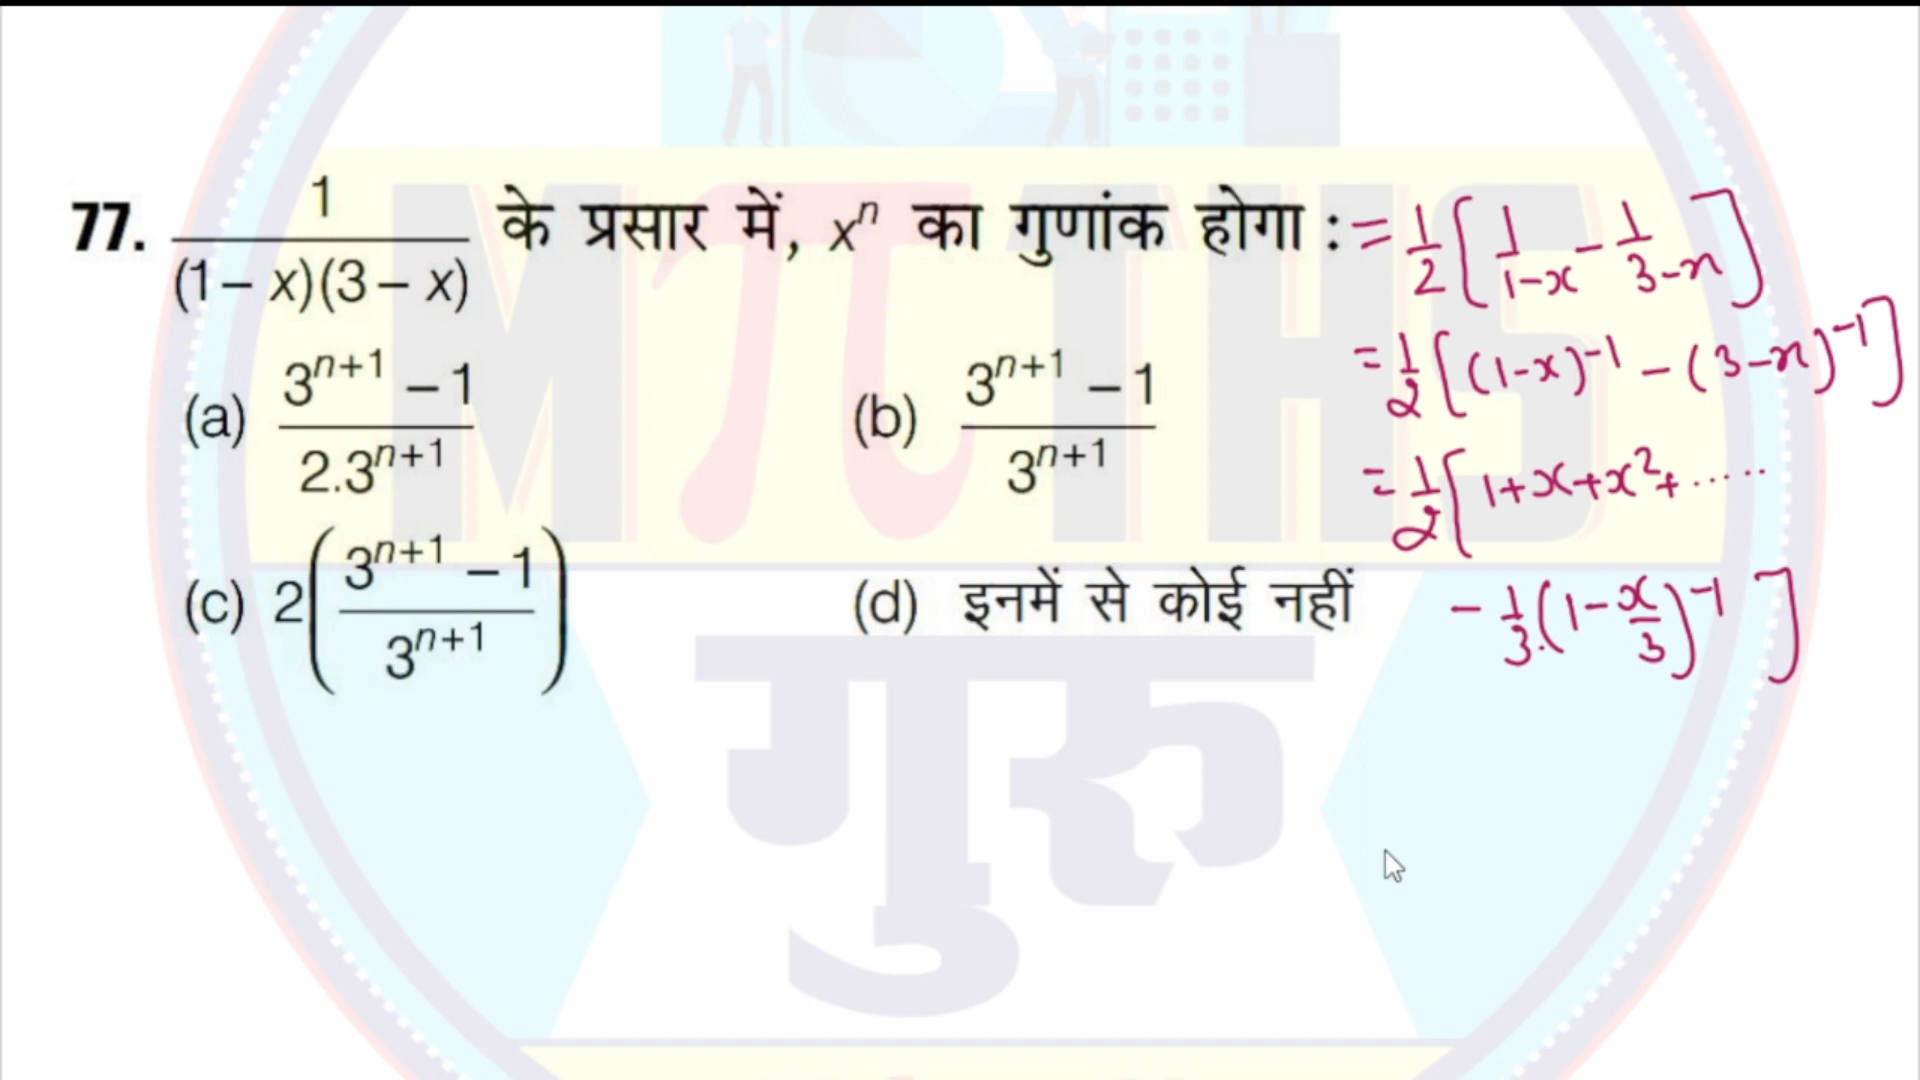 77. 1/((1 – x)(3 – x)) के प्रसार में, xⁿ का गुणांक होगा :
(a) (3ⁿ⁺¹ – 1)/(2.3ⁿ⁺¹) (b) (3ⁿ⁺¹ – 1)/(3ⁿ⁺¹)
(c) 2((3ⁿ⁺¹ – 1)/(3ⁿ⁺¹)) (d) इनमें से कोई नहीं
= 1/2 [1/(1-x) - 1/(3-x)]
= 1/2 [(1-x)⁻¹ - (3-x)⁻¹]
= 1/2 [1+x+x²+ ......
- 1/3.(1 - x/3)⁻¹ ]
MπTHS
गुरु